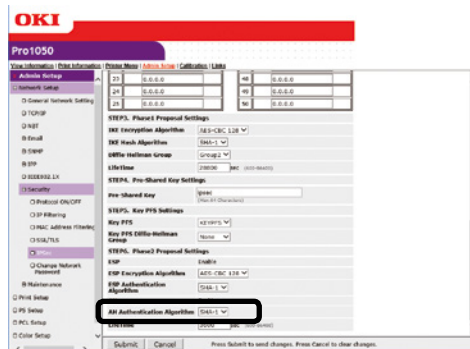 OKI
Pro1050
View Information | Print Information | Printer Menu | Admin Setup | Calibration | Links
Admin Setup
Network Setup
General Network Setting
TCP/IP
NBT
Email
SNMP
IPP
IEEE802.1X
Security
Protocol ON/OFF
IP Filtering
MAC Address Filtering
SSL/TLS
IPSec
Change Network
Password
Maintenance
Print Setup
PS Setup
PCL Setup
Color Setup
23 0.0.0.0 48 0.0.0.0
24 0.0.0.0 49 0.0.0.0
25 0.0.0.0 50 0.0.0.0
STEP3. Phase1 Proposal Settings
IKE Encryption Algorithm AES-CBC 128
IKE Hash Algorithm SHA-1
Diffie Hellman Group Group2
LifeTime 28800 sec
STEP4. Pre-Shared Key Settings
Pre-Shared Key ipsec
STEP5. Key PFS Settings
Key PFS KEYPFS
Key PFS Diffie-Hellman
Group None
STEP6. Phase2 Proposal Settings
ESP Enable
ESP Encryption Algorithm AES-CBC 128
ESP Authentication
Algorithm SHA-1
AH Authentication Algorithm SHA-1
LifeTime sec
Submit Cancel Press Submit to send changes. Press Cancel to clear changes.